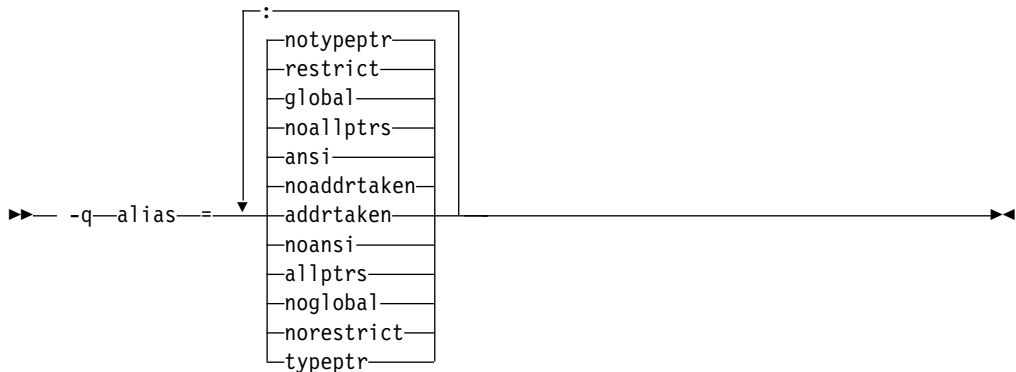 :
notypeptr
restrict
global
noallptrs
ansi
noaddrtaken
-q alias = addrtaken
noansi
allptrs
noglobal
norestrict
typeptr